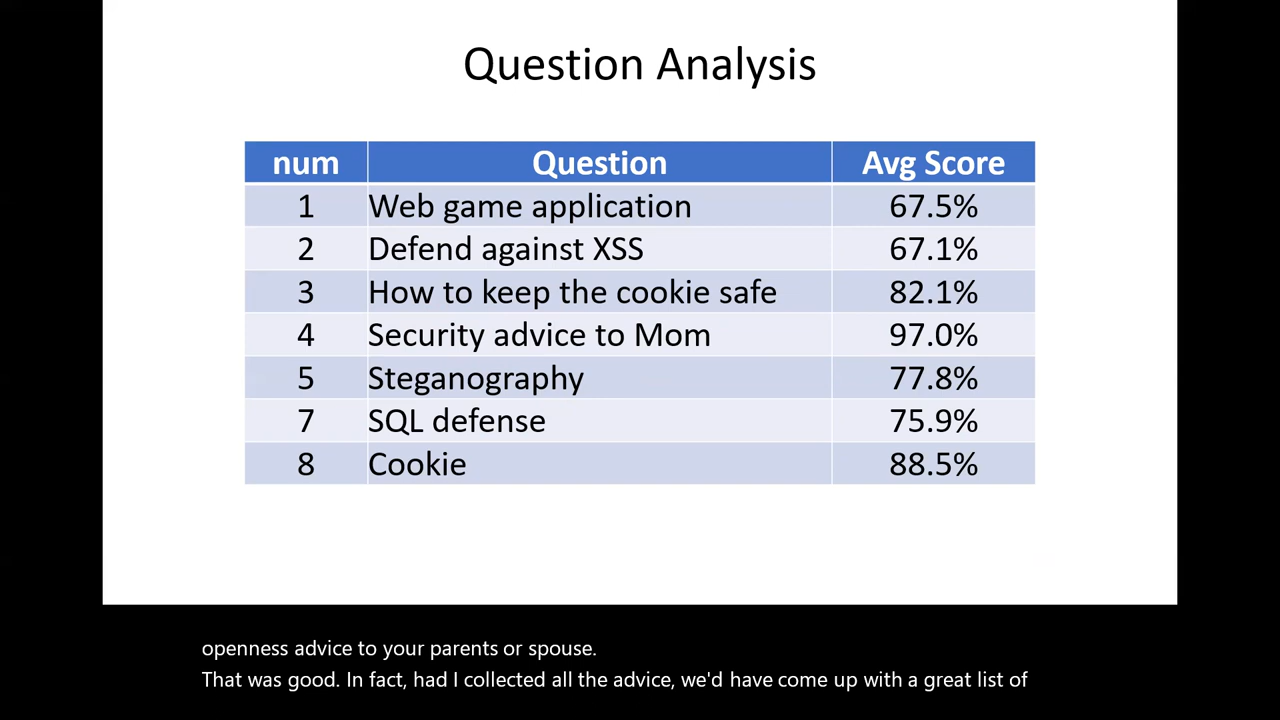 Question Analysis
num Question Avg Score
1 Web game application 67.5%
2 Defend against XSS 67.1%
3 How to keep the cookie safe 82.1%
4 Security advice to Mom 97.0%
5 Steganography 77.8%
7 SQL defense 75.9%
8 Cookie 88.5%
openness advice to your parents or spouse.
That was good. In fact, had I collected all the advice, we'd have come up with a great list of